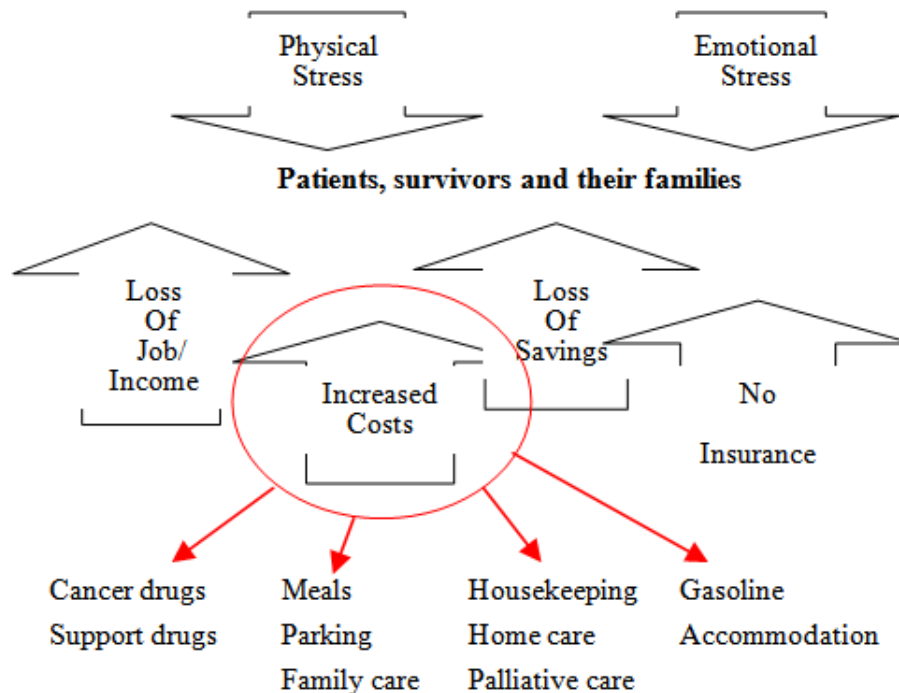 Physical
Stress
Emotional
Stress
Patients, survivors and their families
Loss
Of
Job/
Income
Increased
Costs
Loss
Of
Savings
No
Insurance
Cancer drugs
Support drugs
Meals
Parking
Family care
Housekeeping
Home care
Palliative care
Gasoline
Accommodation